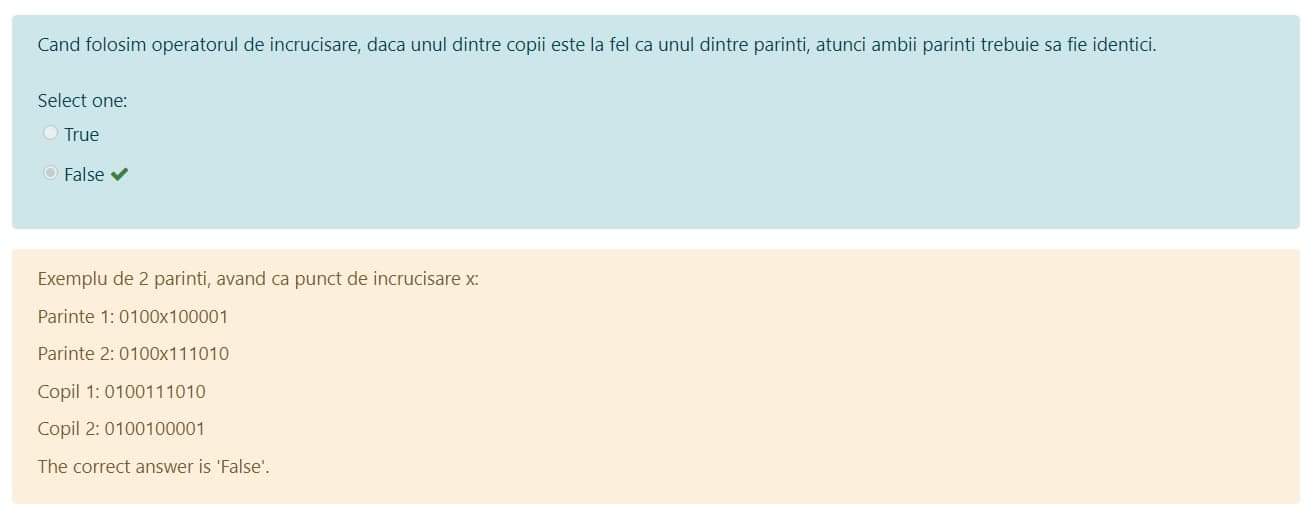 Cand folosim operatorul de incrucisare, daca unul dintre copii este la fel ca unul dintre parinti, atunci ambii parinti trebuie sa fie identici.
Select one:
True
False
Exemplu de 2 parinti, avand ca punct de incrucisare x:
Parinte 1: 0100x100001
Parinte 2: 0100x111010
Copil 1: 0100111010
Copil 2: 0100100001
The correct answer is 'False'.